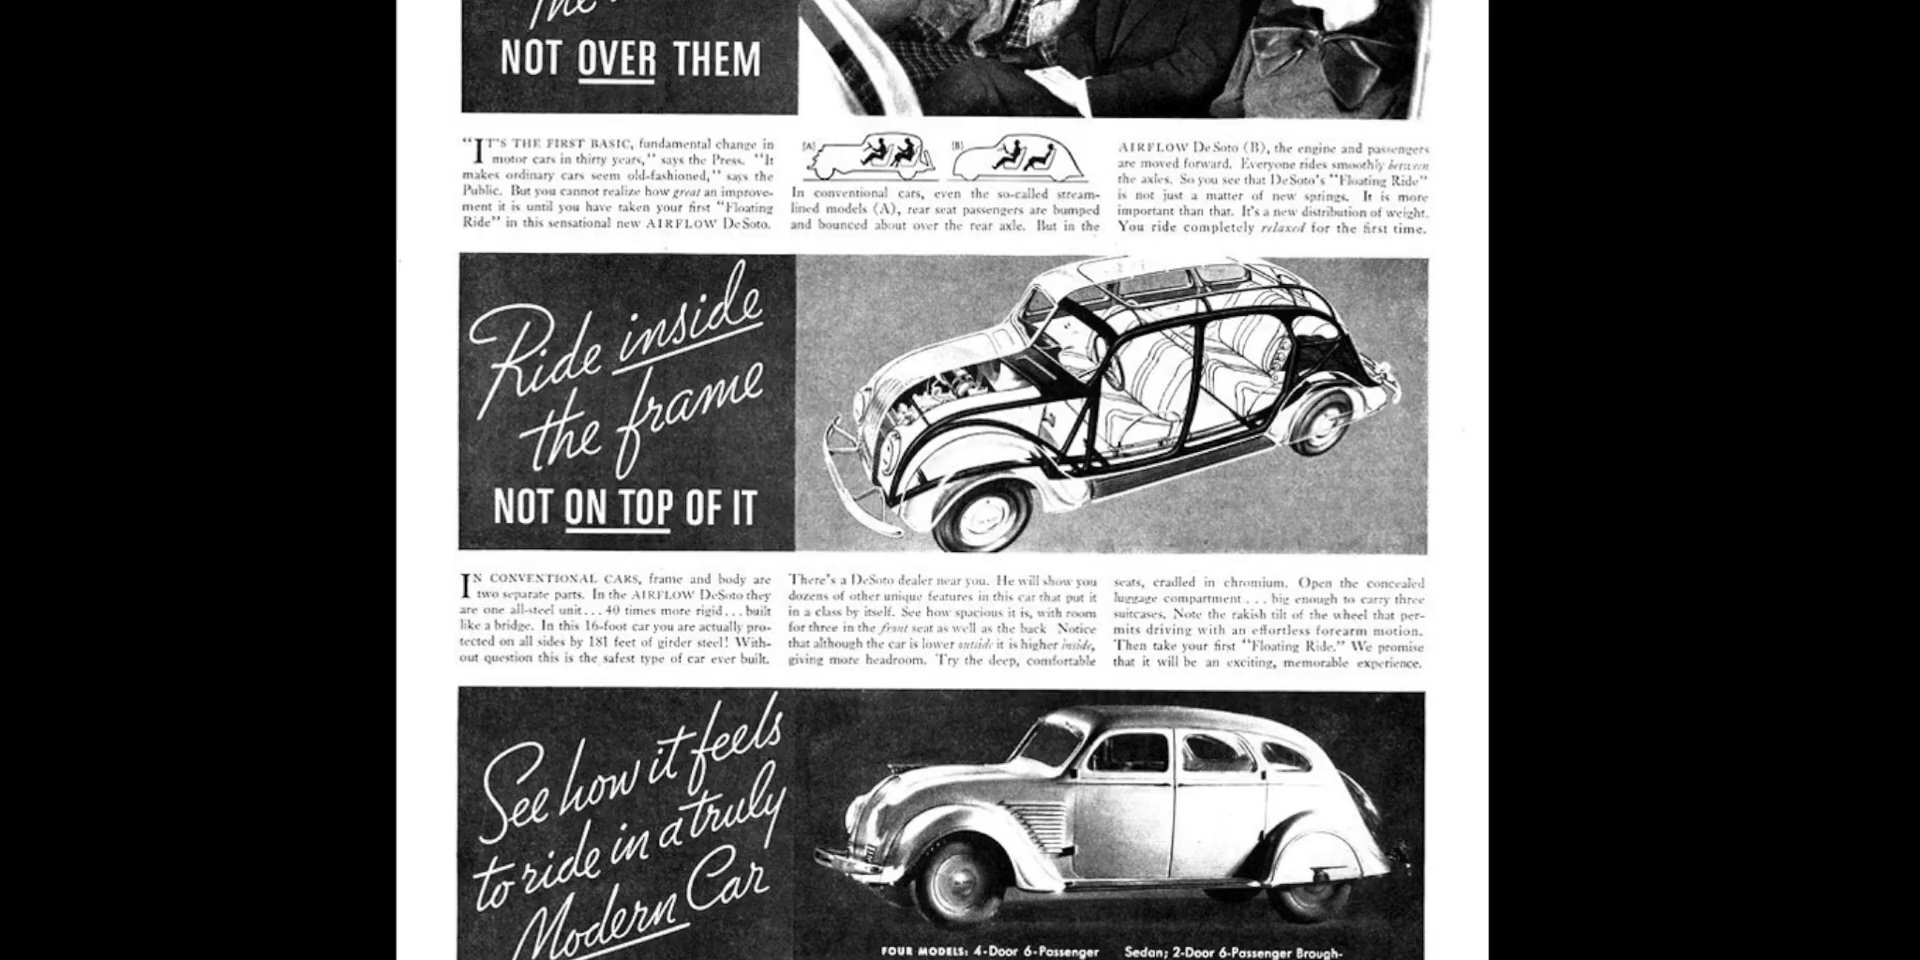 The
NOT OVER THEM
"IT'S THE FIRST BASIC, fundamental change in
motor cars in thirty years," says the Press. "It
makes ordinary cars seem old-fashioned," says the
Public. But you cannot realize how great an improve-
ment it is until you have taken your first "Floating
Ride" in this sensational new AIRFLOW DeSoto.
(A)
(B)
In conventional cars, even the so-called stream-
lined models (A), rear seat passengers are bumped
and bounced about over the rear axle. But in the
AIRFLOW DeSoto (B), the engine and passengers
are moved forward. Everyone rides smoothly between
the axles. So you see that DeSoto's "Floating Ride"
is not just a matter of new springs. It is more
important than that. It's a new distribution of weight.
You ride completely relaxed for the first time.
Ride inside
the frame
NOT ON TOP OF IT
IN CONVENTIONAL CARS, frame and body are
two separate parts. In the AIRFLOW DeSoto they
are one all-steel unit... 40 times more rigid... built
like a bridge. In this 16-foot car you are actually pro-
tected on all sides by 181 feet of girder steel! With-
out question this is the safest type of car ever built.
There's a DeSoto dealer near you. He will show you
dozens of other unique features in this car that put it
in a class by itself. See how spacious it is, with room
for three in the front seat as well as the back Notice
that although the car is lower outside it is higher inside,
giving more headroom. Try the deep, comfortable
seats, cradled in chromium. Open the concealed
luggage compartment... big enough to carry three
suitcases. Note the rakish tilt of the wheel that per-
mits driving with an effortless forearm motion.
Then take your first "Floating Ride." We promise
that it will be an exciting, memorable experience.
See how it feels
to ride in a truly
Modern Car
FOUR MODELS: 4-Door 6-Passenger Sedan; 2-Door 6-Passenger Brough-